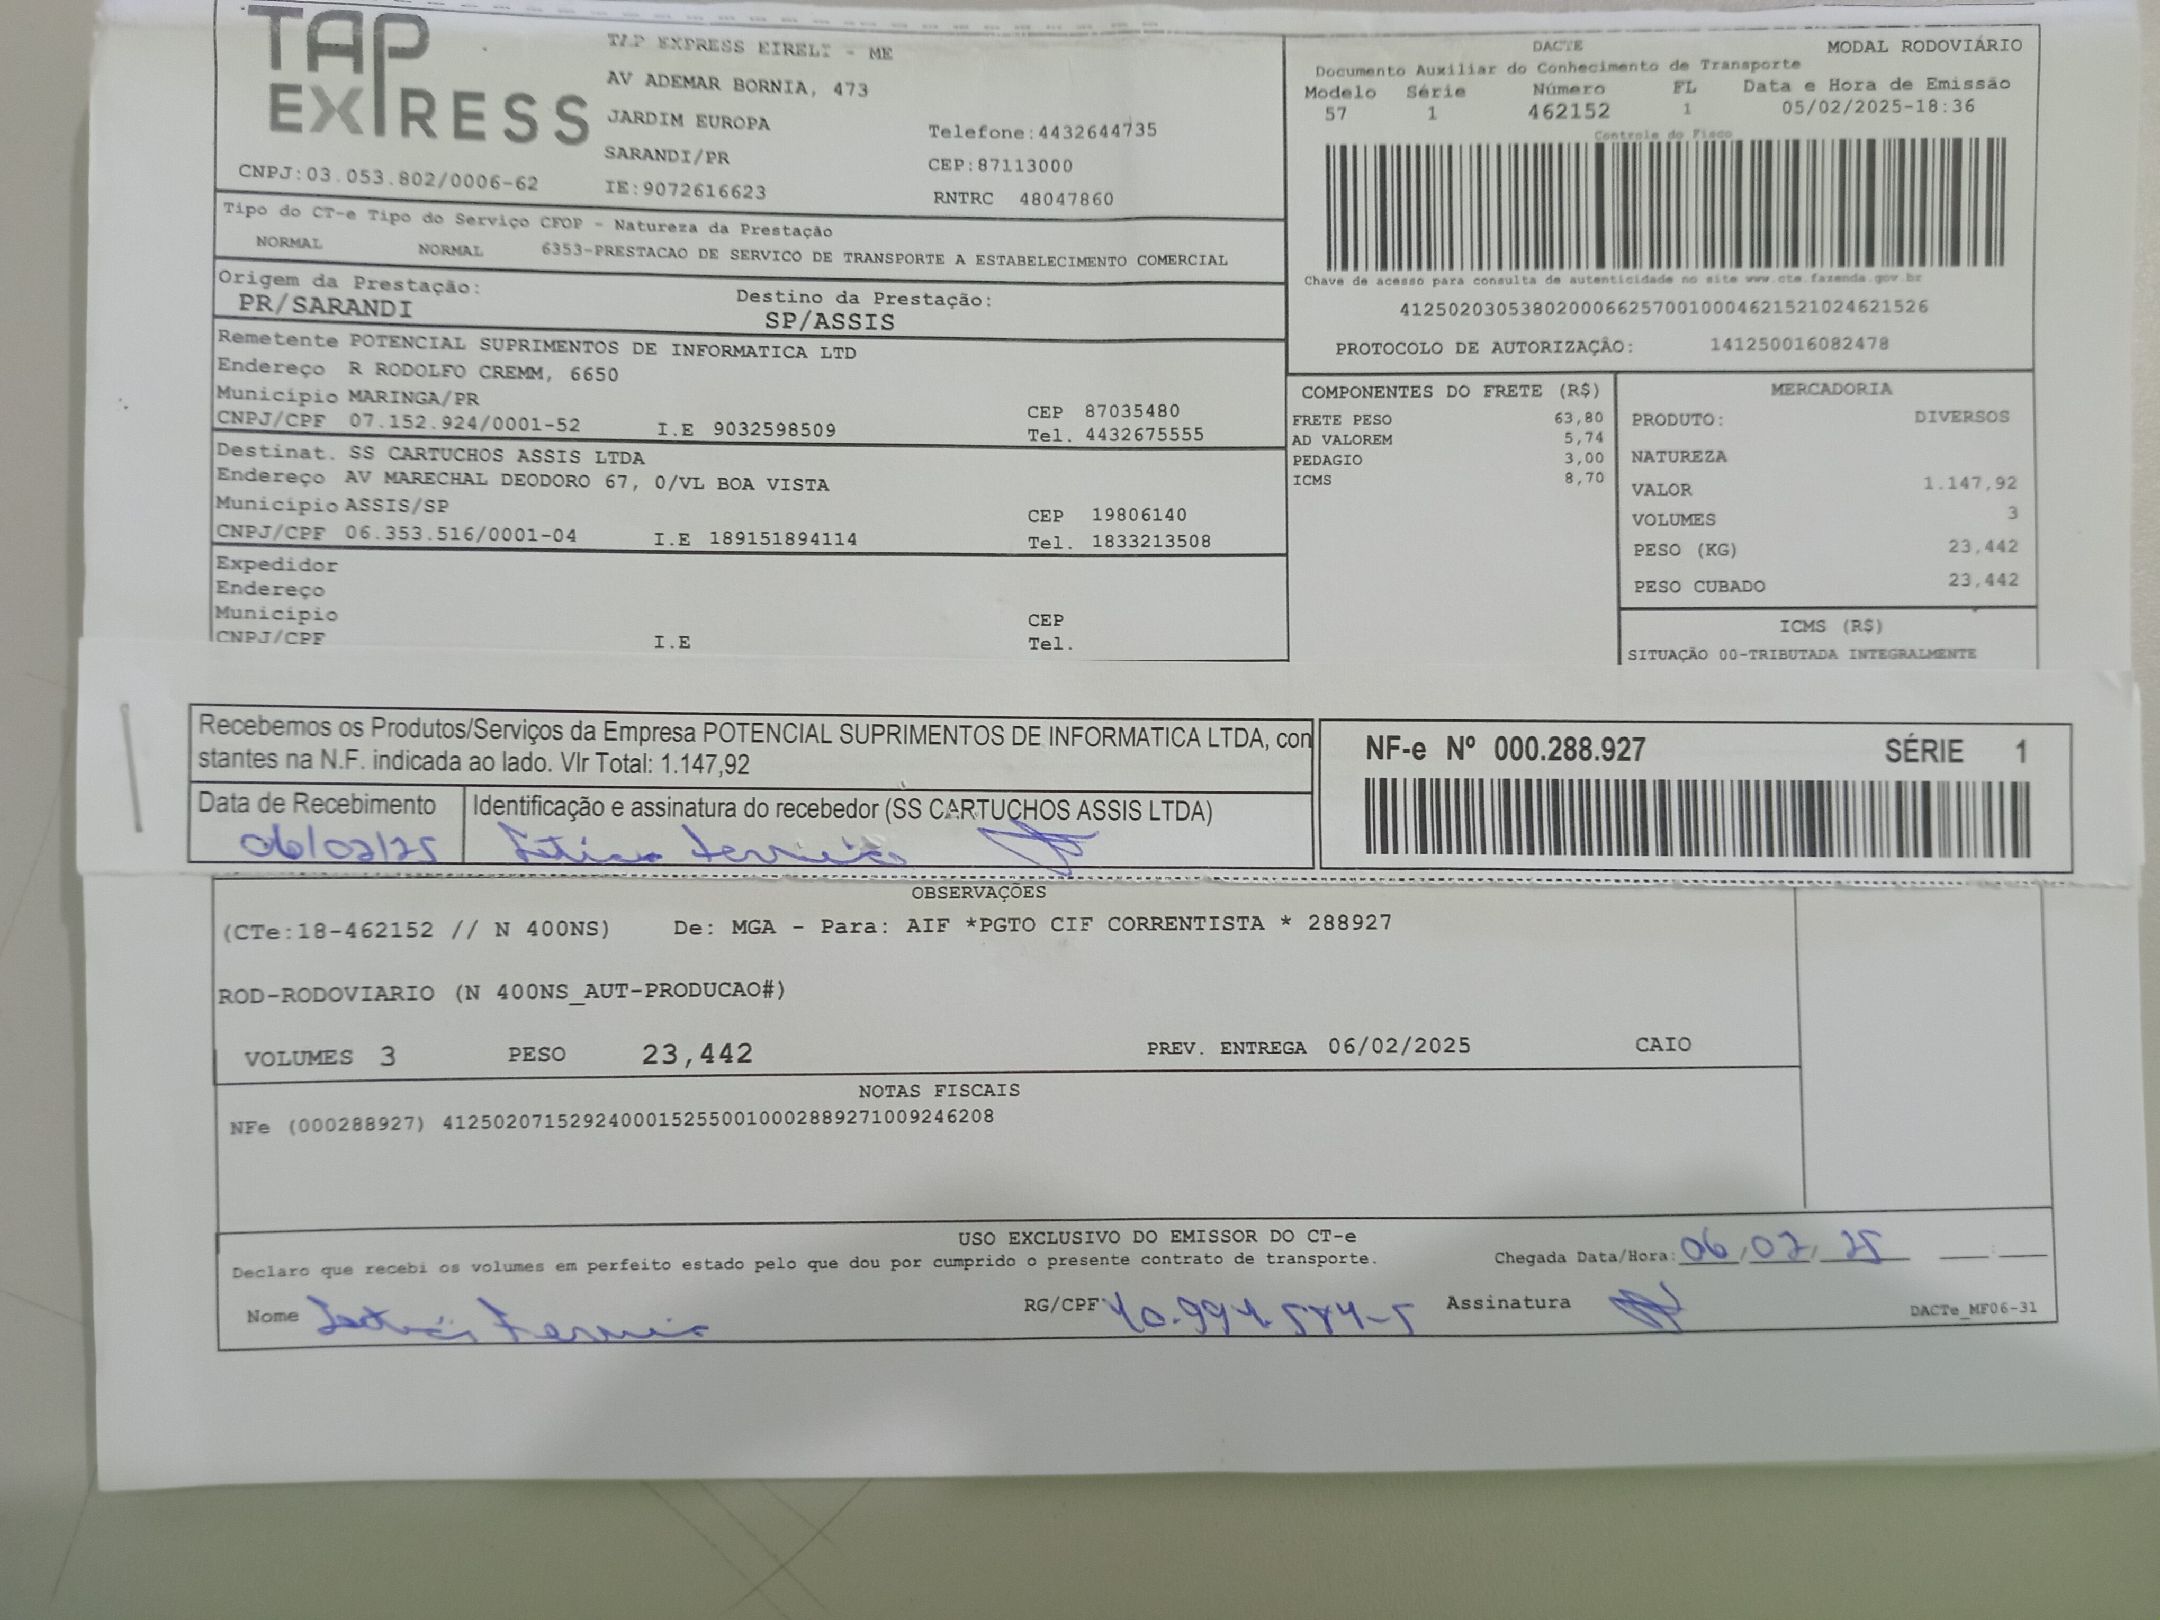 TAP EXPRESS
TAP EXPRESS EIRELI - ME
AV ADEMAR BORNIA, 473
JARDIM EUROPA
Telefone:4432644735
SARANDI/PR
CEP:87113000
CNPJ:03.053.802/0006-62
IE:9072616623
RNTRC 48047860
DACTE
MODAL RODOVIÁRIO
Documento Auxiliar do Conhecimento de Transporte
Modelo Série Número FL Data e Hora de Emissão
57 1 462152 1 05/02/2025-18:36
Controle do Fisco
Chave de acesso para consulta de autenticidade no site www.cte.fazenda.gov.br
41250203053802000662570010004621521024621526
PROTOCOLO DE AUTORIZAÇÃO: 141250016082478
Tipo do CT-e Tipo do Serviço CFOP - Natureza da Prestação
NORMAL NORMAL 6353-PRESTACAO DE SERVICO DE TRANSPORTE A ESTABELECIMENTO COMERCIAL
Origem da Prestação: Destino da Prestação:
PR/SARANDI SP/ASSIS
Remetente POTENCIAL SUPRIMENTOS DE INFORMATICA LTD
Endereço R RODOLFO CREMM, 6650
Município MARINGA/PR CEP 87035480
CNPJ/CPF 07.152.924/0001-52 I.E 9032598509 Tel. 4432675555
Destinat. SS CARTUCHOS ASSIS LTDA
Endereço AV MARECHAL DEODORO 67, 0/VL BOA VISTA
Município ASSIS/SP CEP 19806140
CNPJ/CPF 06.353.516/0001-04 I.E 189151894114 Tel. 1833213508
Expedidor
Endereço
Município CEP
CNPJ/CPF I.E Tel.
COMPONENTES DO FRETE (R$)
FRETE PESO 63,80
AD VALOREM 5,74
PEDAGIO 3,00
ICMS 8,70
MERCADORIA
PRODUTO: DIVERSOS
NATUREZA
VALOR 1.147,92
VOLUMES 3
PESO (KG) 23,442
PESO CUBADO 23,442
ICMS (R$)
SITUAÇÃO 00-TRIBUTADA INTEGRALMENTE
Recebemos os Produtos/Serviços da Empresa POTENCIAL SUPRIMENTOS DE INFORMATICA LTDA, con
stantes na N.F. indicada ao lado. Vlr Total: 1.147,92
Data de Recebimento Identificação e assinatura do recebedor (SS CARTUCHOS ASSIS LTDA)
06/02/25
NF-e Nº 000.288.927 SÉRIE 1
OBSERVAÇÕES
(CTe:18-462152 // N 400NS) De: MGA - Para: AIF *PGTO CIF CORRENTISTA * 288927
ROD-RODOVIARIO (N 400NS_AUT-PRODUCAO#)
VOLUMES 3 PESO 23,442 PREV. ENTREGA 06/02/2025 CAIO
NOTAS FISCAIS
NFe (000288927) 41250207152924000152550010002889271009246208
USO EXCLUSIVO DO EMISSOR DO CT-e
Declaro que recebi os volumes em perfeito estado pelo que dou por cumprido o presente contrato de transporte.
Chegada Data/Hora: 06/02/25
Nome RG/CPF Assinatura
DACTe_MF06-31